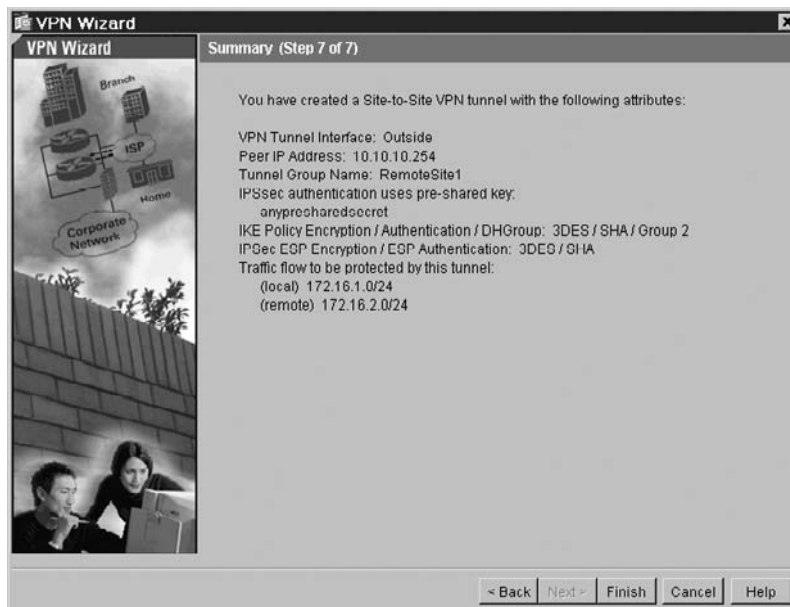 VPN Wizard
VPN Wizard
Summary (Step 7 of 7)
Branch
ISP
Home
Corporate
Network
You have created a Site-to-Site VPN tunnel with the following attributes:
VPN Tunnel Interface: Outside
Peer IP Address: 10.10.10.254
Tunnel Group Name: RemoteSite1
IPSsec authentication uses pre-shared key:
anypresharedsecret
IKE Policy Encryption / Authentication / DHGroup: 3DES / SHA / Group 2
IPSec ESP Encryption / ESP Authentication: 3DES / SHA
Traffic flow to be protected by this tunnel:
(local) 172.16.1.0/24
(remote) 172.16.2.0/24
< Back Next > Finish Cancel Help